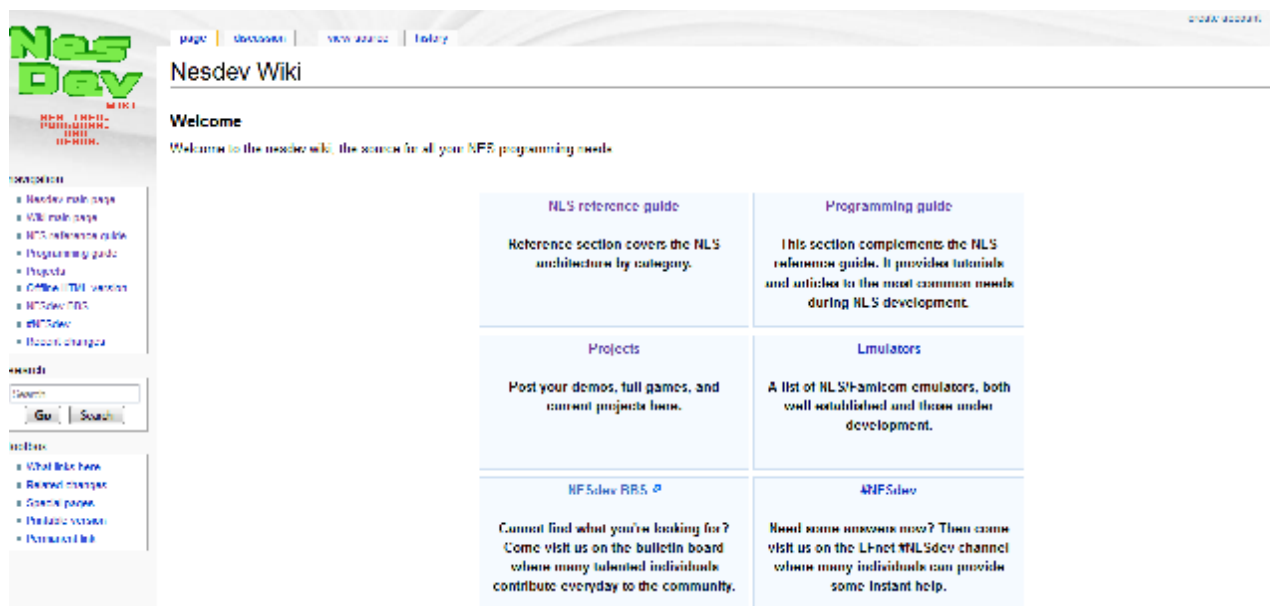 create account
Nes
Dev
WIKI
page discussion view source history
Nesdev Wiki
Welcome
Welcome to the nesdev wiki, the source for all your NES programming needs
navigation
Nesdev main page
Wiki main page
NES reference guide
Programming guide
Projects
Offline HTML version
NESdev BBS
#NESdev
Recent changes
search
Search
Go Search
toolbox
What links here
Related changes
Special pages
Printable version
Permanent link
NES reference guide
Reference section covers the NES
architecture by category.
Programming guide
This section complements the NES
reference guide. It provides tutorials
and articles to the most common needs
during NES development.
Projects
Post your demos, full games, and
current projects here.
Emulators
A list of NES/Famicom emulators, both
well established and those under
development.
NESdev BBS
Cannot find what you're looking for?
Come visit us on the bulletin board
where many talented individuals
contribute everyday to the community.
#NESdev
Need some answers now? Then come
visit us on the EFnet #NESdev channel
where many individuals can provide
some instant help.